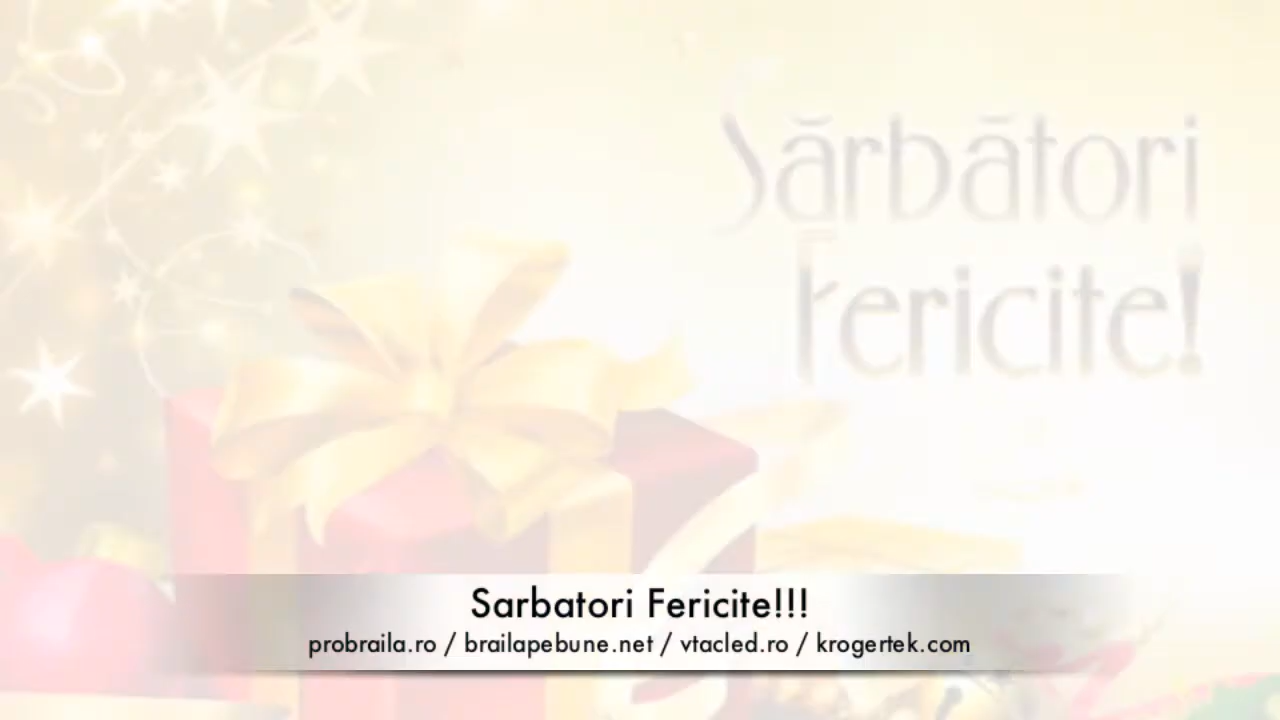 Sărbători
Fericite!
Sarbatori Fericite!!!
probraila.ro / brailapebune.net / vtacled.ro / krogertek.com